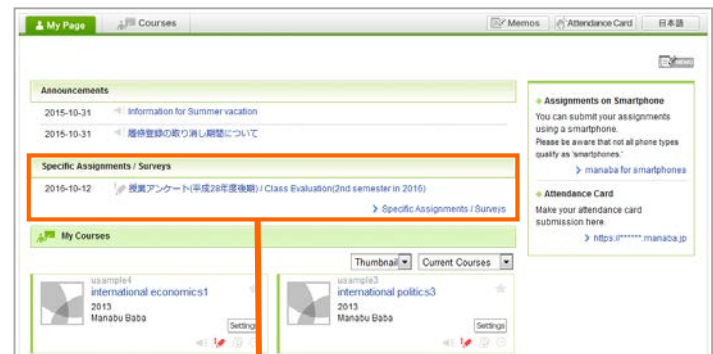 My Page
Courses
Memos
Attendance Card
日本語
MEMO
Announcements
2015-10-31 Information for Summer vacation
2015-10-31 履修登録の取り消し期間について
Specific Assignments / Surveys
2016-10-12 授業アンケート(平成28年度後期) / Class Evaluation(2nd semester in 2016)
Specific Assignments / Surveys
My Courses
Thumbnail
Current Courses
usample4
international economics1
2013
Manabu Baba
Settings
usample3
international politics3
2013
Manabu Baba
Settings
Assignments on Smartphone
You can submit your assignments
using a smartphone.
Please be aware that not all phone types
qualify as 'smartphones.'
manaba for smartphones
Attendance Card
Make your attendance card
submission here.
https://******.manaba.jp